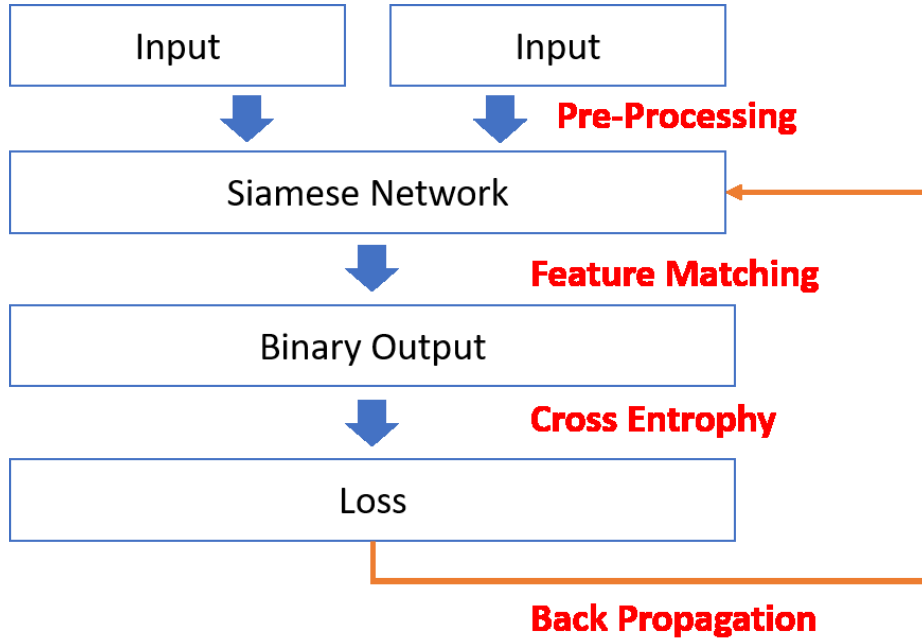 Input
Input
Pre-Processing
Siamese Network
Feature Matching
Binary Output
Cross Entrophy
Loss
Back Propagation